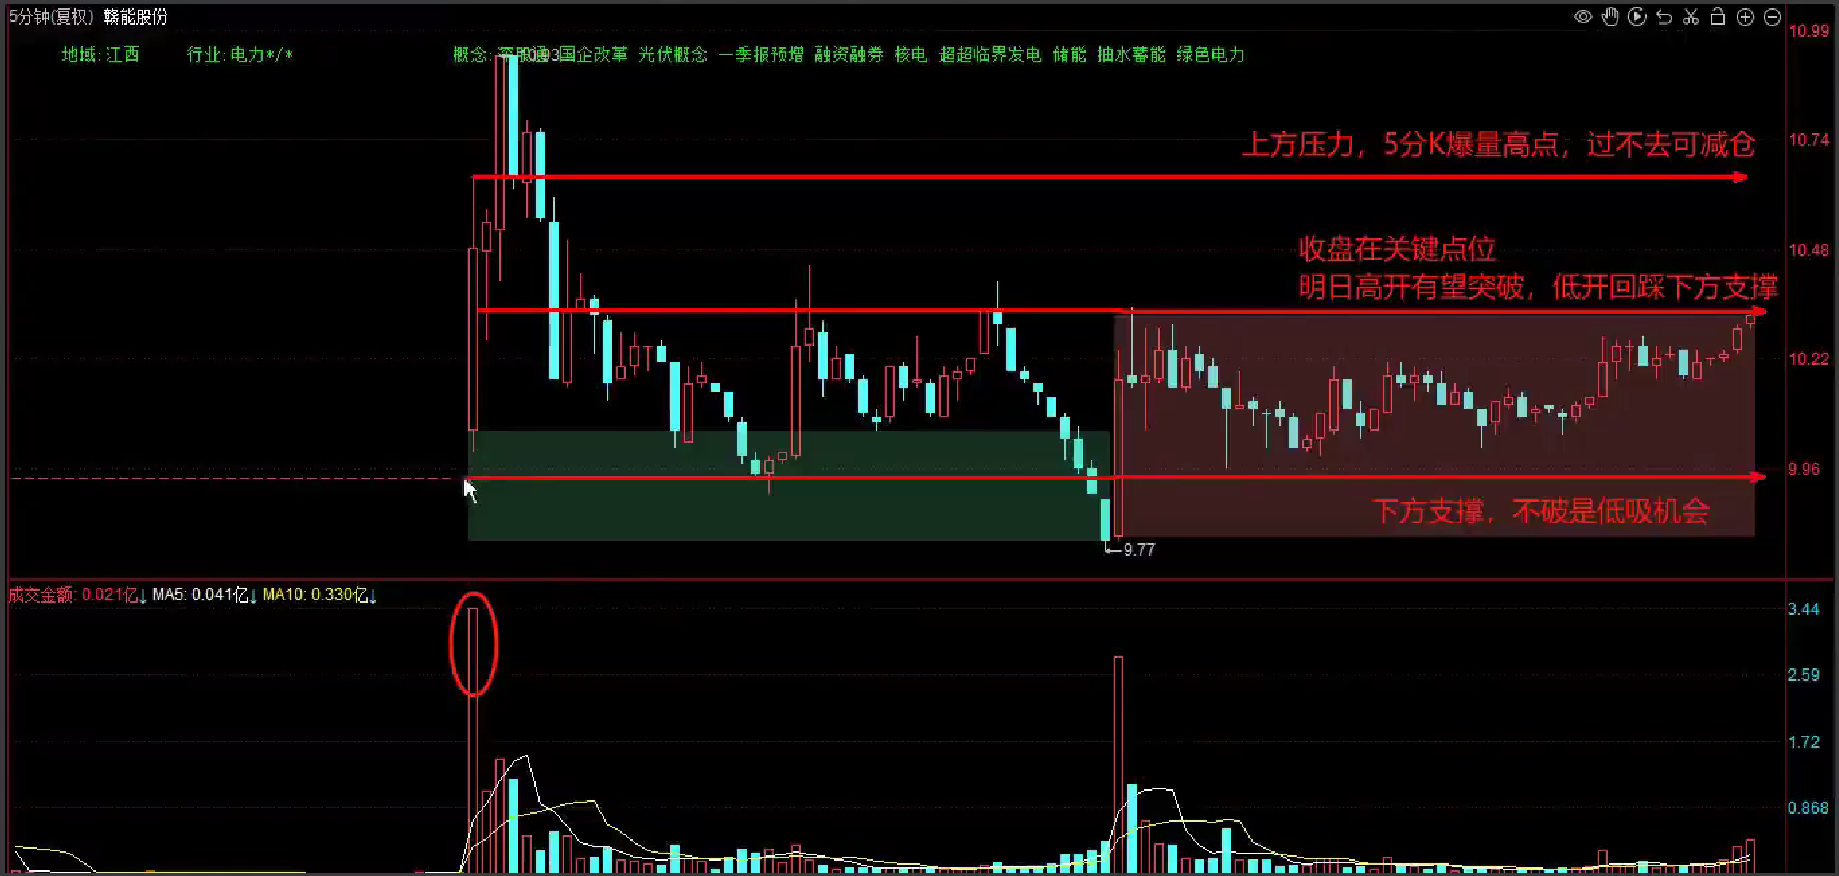 5分钟(复权) 赣能股份
地域: 江西 行业: 电力*/* 概念: 深股通 国企改革 光伏概念 一季报预增 融资融券 核电 超超临界发电 储能 抽水蓄能 绿色电力
10.99
上方压力，5分K爆量高点，过不去可减仓
10.74
收盘在关键点位
10.48
明日高开有望突破，低开回踩下方支撑
10.22
9.96
下方支撑，不破是低吸机会
9.77
成交金额: 0.021亿↓ MA5: 0.041亿↓ MA10: 0.330亿↓
3.44
2.59
1.72
0.868